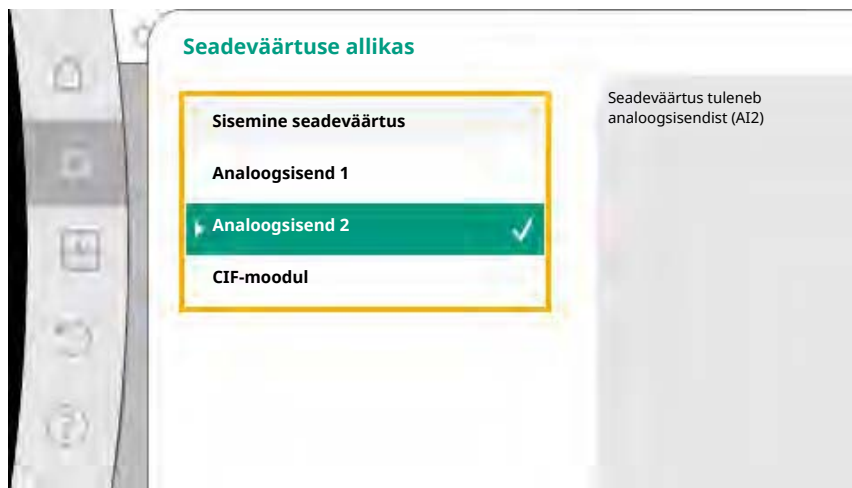 Seadeväärtuse allikas
Sisemine seadeväärtus
Analoogsisend 1
Analoogsisend 2
CIF-moodul
Seadeväärtus tuleneb
analoogsisendist (AI2)